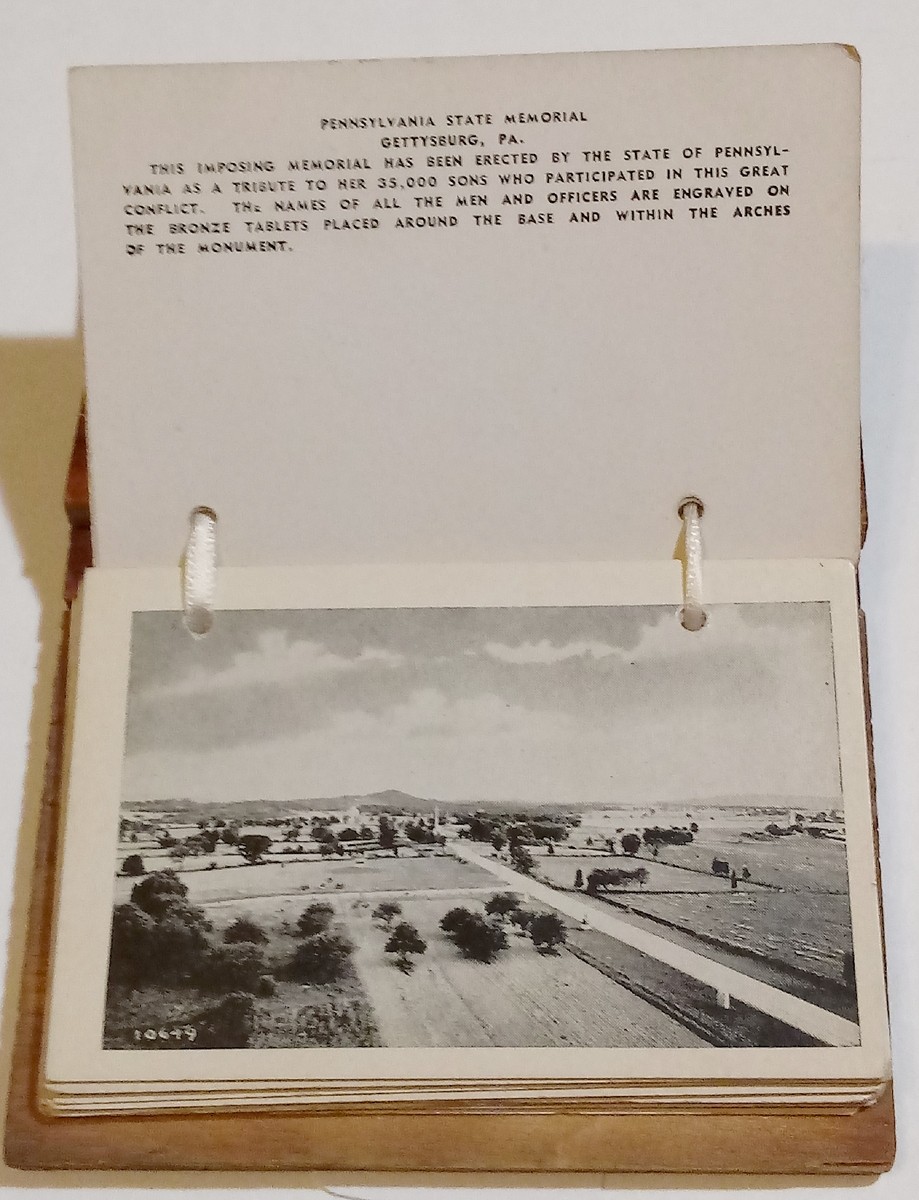 PENNSYLVANIA STATE MEMORIAL
GETTYSBURG, PA.
THIS IMPOSING MEMORIAL HAS BEEN ERECTED BY THE STATE OF PENNSYL-
VANIA AS A TRIBUTE TO HER 35,000 SONS WHO PARTICIPATED IN THIS GREAT
CONFLICT. THE NAMES OF ALL THE MEN AND OFFICERS ARE ENGRAVED ON
THE BRONZE TABLETS PLACED AROUND THE BASE AND WITHIN THE ARCHES
OF THE MONUMENT.
10649